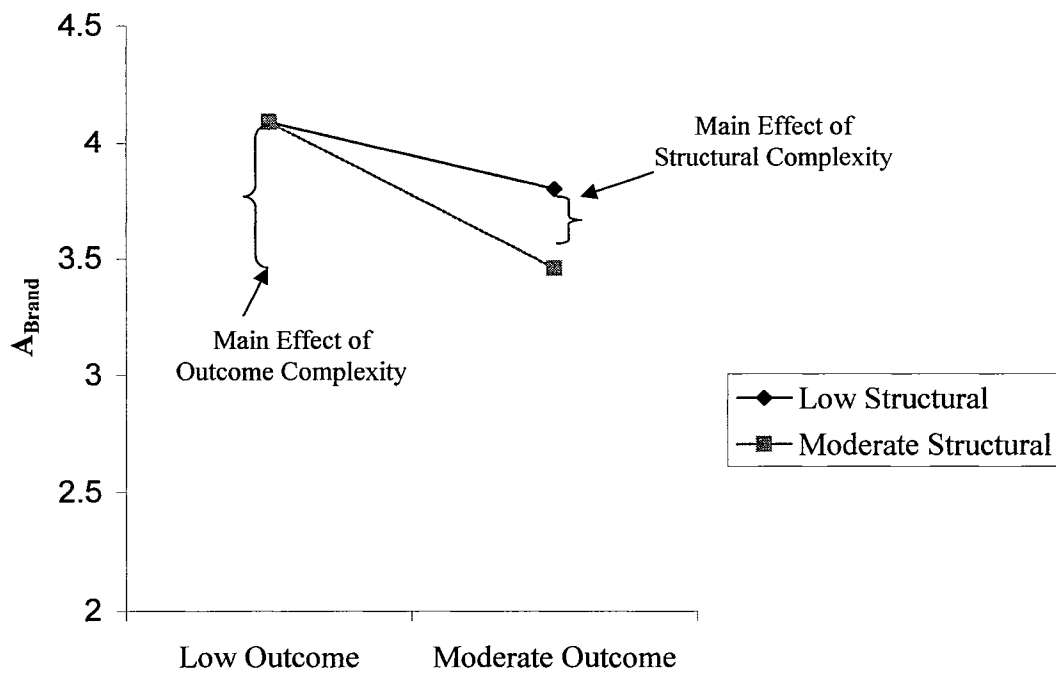 4.5
4
3.5
3
2.5
2
A_Brand
Main Effect of
Structural Complexity
Main Effect of
Outcome Complexity
Low Structural
Moderate Structural
Low Outcome
Moderate Outcome